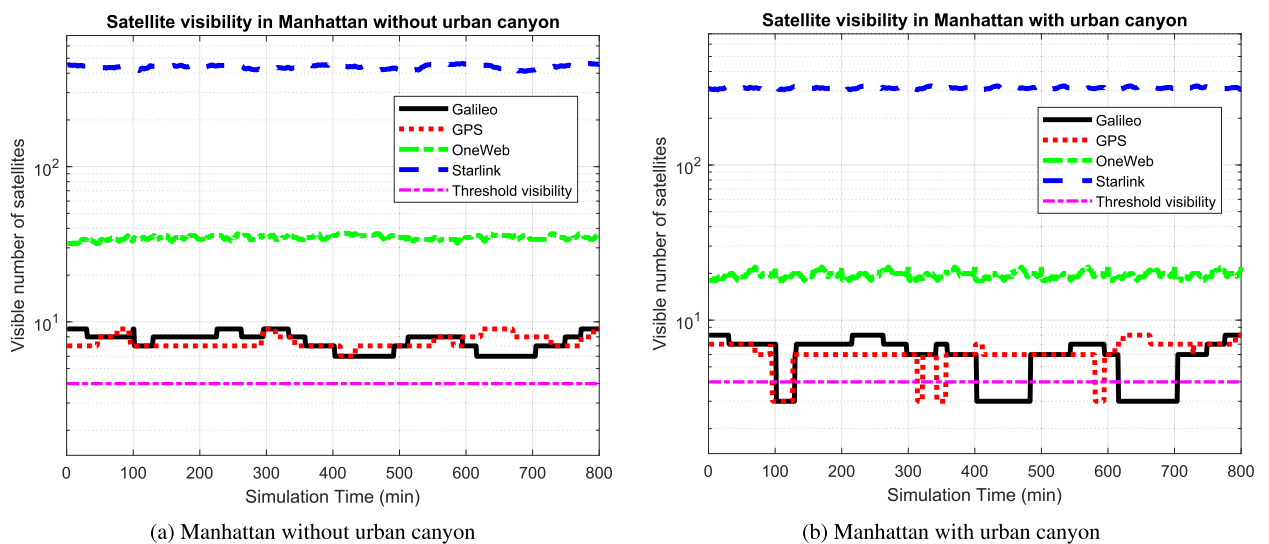 Satellite visibility in Manhattan without urban canyon
Visible number of satellites
10^2
10^1
Galileo
GPS
OneWeb
Starlink
Threshold visibility
0 100 200 300 400 500 600 700 800
Simulation Time (min)
(a) Manhattan without urban canyon
Satellite visibility in Manhattan with urban canyon
Visible number of satellites
10^2
10^1
Galileo
GPS
OneWeb
Starlink
Threshold visibility
0 100 200 300 400 500 600 700 800
Simulation Time (min)
(b) Manhattan with urban canyon